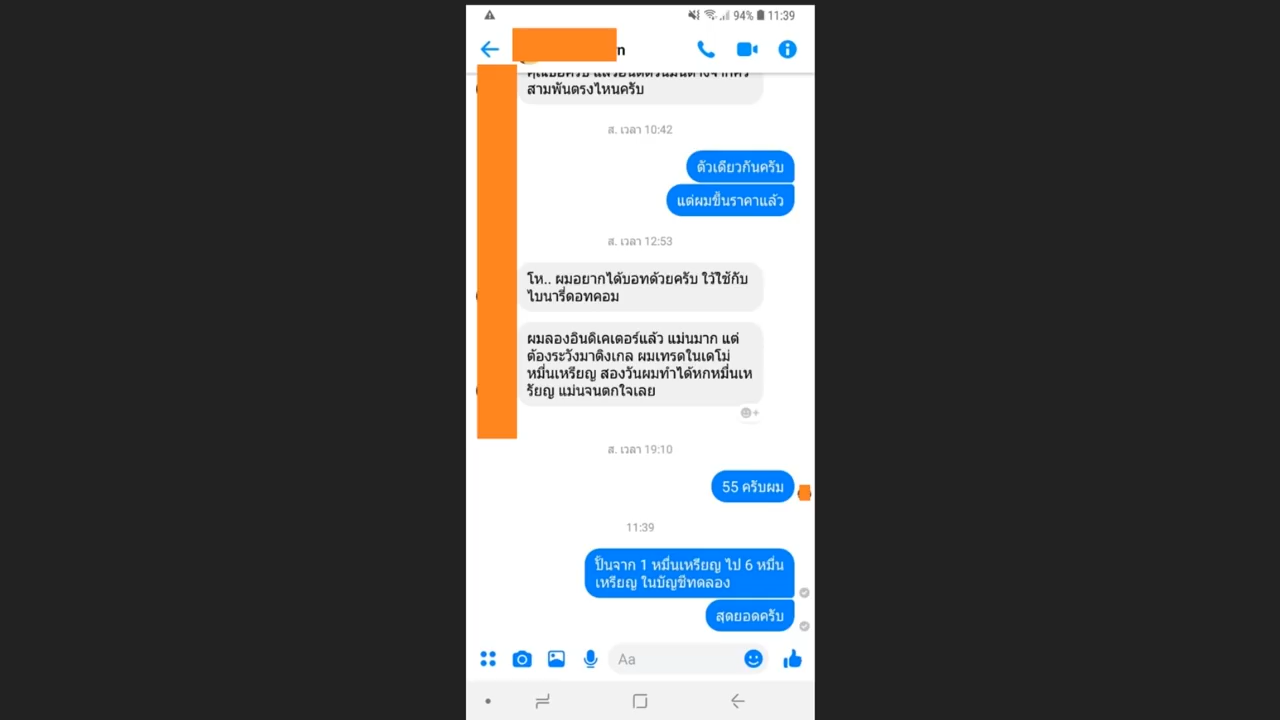 94% 11:39
n
สามพันตรงไหนครับ
ส. เวลา 10:42
ตัวเดียวกันครับ
แต่ผมขึ้นราคาแล้ว
ส. เวลา 12:53
โห.. ผมอยากได้บอทด้วยครับ ใว้ใช้กับ
ไบนารี่ดอทคอม
ผมลองอินดิเคเตอร์แล้ว แม่นมาก แต่
ต้องระวังมาติงเกล ผมเทรดในเดโม่
หมื่นเหรียญ สองวันผมทำได้หกหมื่นเห
รียญ แม่นจนตกใจเลย
ส. เวลา 19:10
55 ครับผม
11:39
ปั้นจาก 1 หมื่นเหรียญ ไป 6 หมื่น
เหรียญ ในบัญชีทดลอง
สุดยอดครับ
Aa